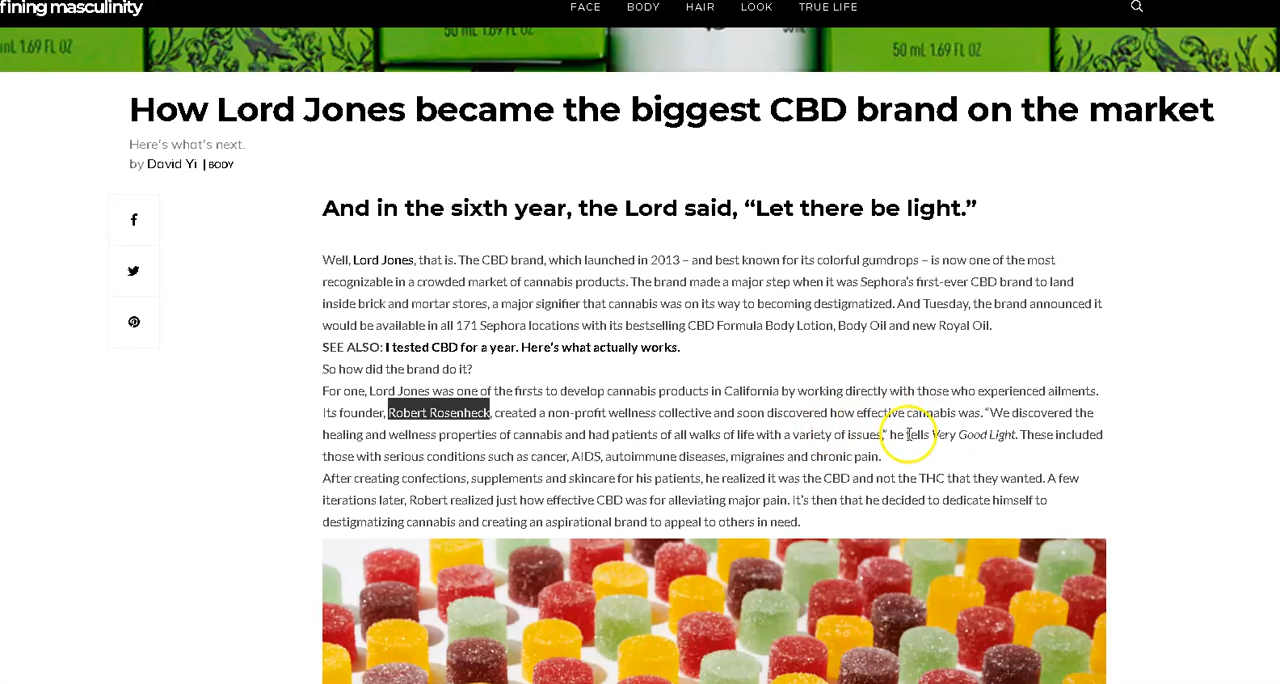 fining masculinity
FACE BODY HAIR LOOK TRUE LIFE
mL 1.69 FL OZ
50 mL 1.69 FL OZ
50 mL 1.69 FL OZ
How Lord Jones became the biggest CBD brand on the market
Here's what's next.
by David Yi | BODY
And in the sixth year, the Lord said, “Let there be light.”
Well, Lord Jones, that is. The CBD brand, which launched in 2013 – and best known for its colorful gumdrops – is now one of the most
recognizable in a crowded market of cannabis products. The brand made a major step when it was Sephora’s first-ever CBD brand to land
inside brick and mortar stores, a major signifier that cannabis was on its way to becoming destigmatized. And Tuesday, the brand announced it
would be available in all 171 Sephora locations with its bestselling CBD Formula Body Lotion, Body Oil and new Royal Oil.
SEE ALSO: I tested CBD for a year. Here’s what actually works.
So how did the brand do it?
For one, Lord Jones was one of the firsts to develop cannabis products in California by working directly with those who experienced ailments.
Its founder, Robert Rosenheck, created a non-profit wellness collective and soon discovered how effective cannabis was. “We discovered the
healing and wellness properties of cannabis and had patients of all walks of life with a variety of issues,” he tells Very Good Light. These included
those with serious conditions such as cancer, AIDS, autoimmune diseases, migraines and chronic pain.
After creating confections, supplements and skincare for his patients, he realized it was the CBD and not the THC that they wanted. A few
iterations later, Robert realized just how effective CBD was for alleviating major pain. It’s then that he decided to dedicate himself to
destigmatizing cannabis and creating an aspirational brand to appeal to others in need.